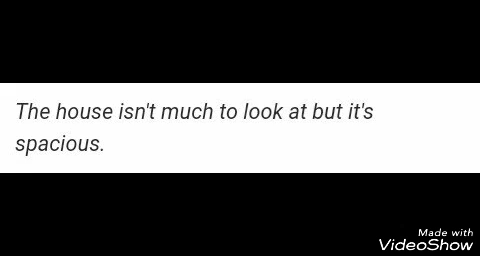 The house isn't much to look at but it's
spacious.
Made with
VideoShow